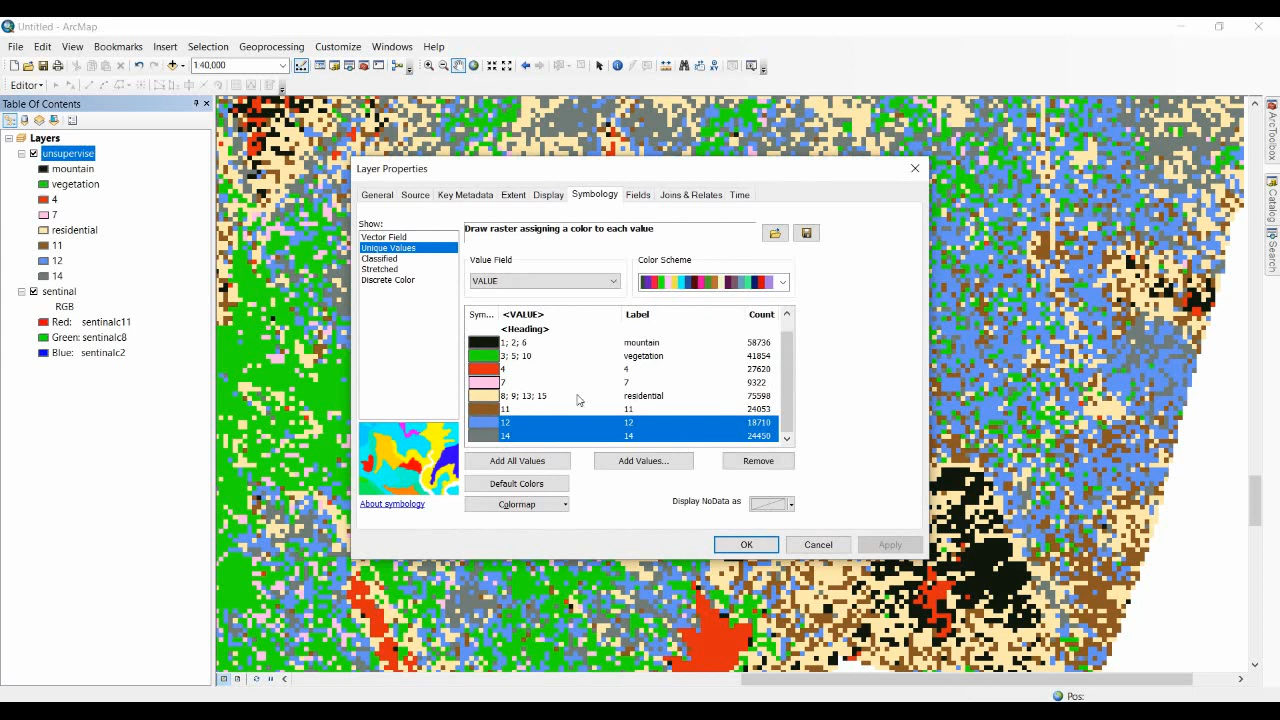 Untitled - ArcMap
File Edit View Bookmarks Insert Selection Geoprocessing Customize Windows Help
1:40,000
Editor
Table Of Contents
Layers
unsupervise
mountain
vegetation
4
7
residential
11
12
14
sentinal
RGB
Red: sentinalc11
Green: sentinalc8
Blue: sentinalc2
Layer Properties
General Source Key Metadata Extent Display Symbology Fields Joins & Relates Time
Show:
Vector Field
Unique Values
Classified
Stretched
Discrete Color
About symbology
Draw raster assigning a color to each value
Value Field Color Scheme
VALUE
Sym... <VALUE> Label Count
<Heading>
1; 2; 6 mountain 58736
3; 5; 10 vegetation 41854
4 4 27620
7 7 9322
8; 9; 13; 15 residential 75598
11 11 24053
12 12 18710
14 14 24450
Add All Values Add Values... Remove
Default Colors
Colormap Display NoData as
OK Cancel Apply
ArcToolbox
Catalog
Search
Pos: